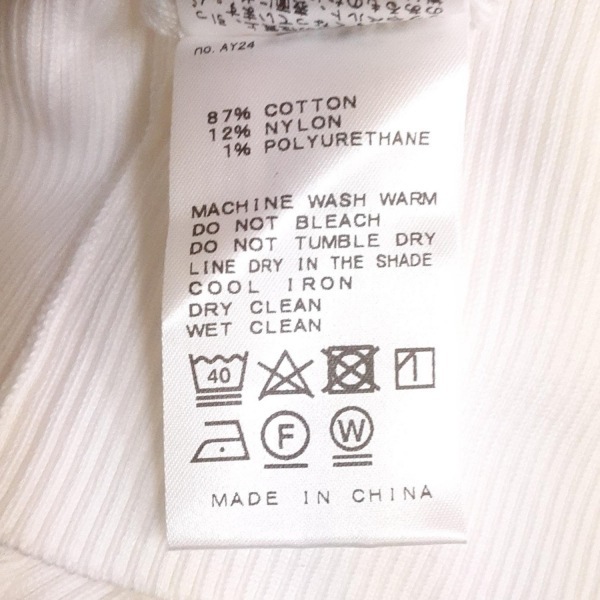 no. AY24
87% COTTON
12% NYLON
1% POLYURETHANE
MACHINE WASH WARM
DO NOT BLEACH
DO NOT TUMBLE DRY
LINE DRY IN THE SHADE
COOL IRON
DRY CLEAN
WET CLEAN
40
F W
MADE IN CHINA